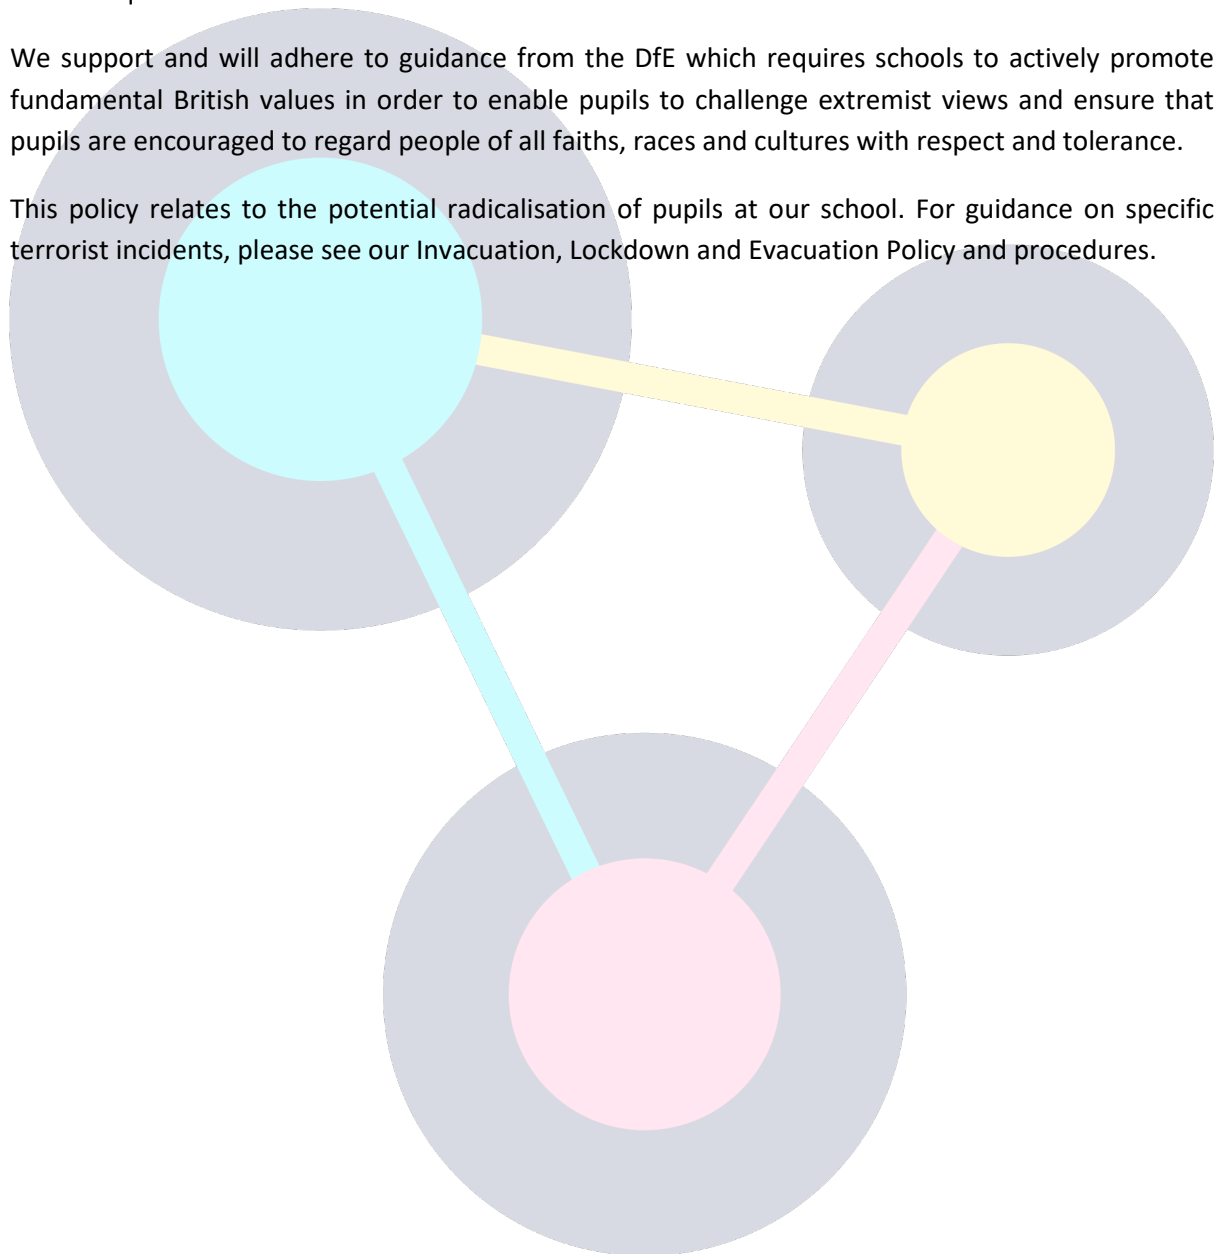 We support and will adhere to guidance from the DfE which requires schools to actively promote
fundamental British values in order to enable pupils to challenge extremist views and ensure that
pupils are encouraged to regard people of all faiths, races and cultures with respect and tolerance.
This policy relates to the potential radicalisation of pupils at our school. For guidance on specific
terrorist incidents, please see our Invacuation, Lockdown and Evacuation Policy and procedures.